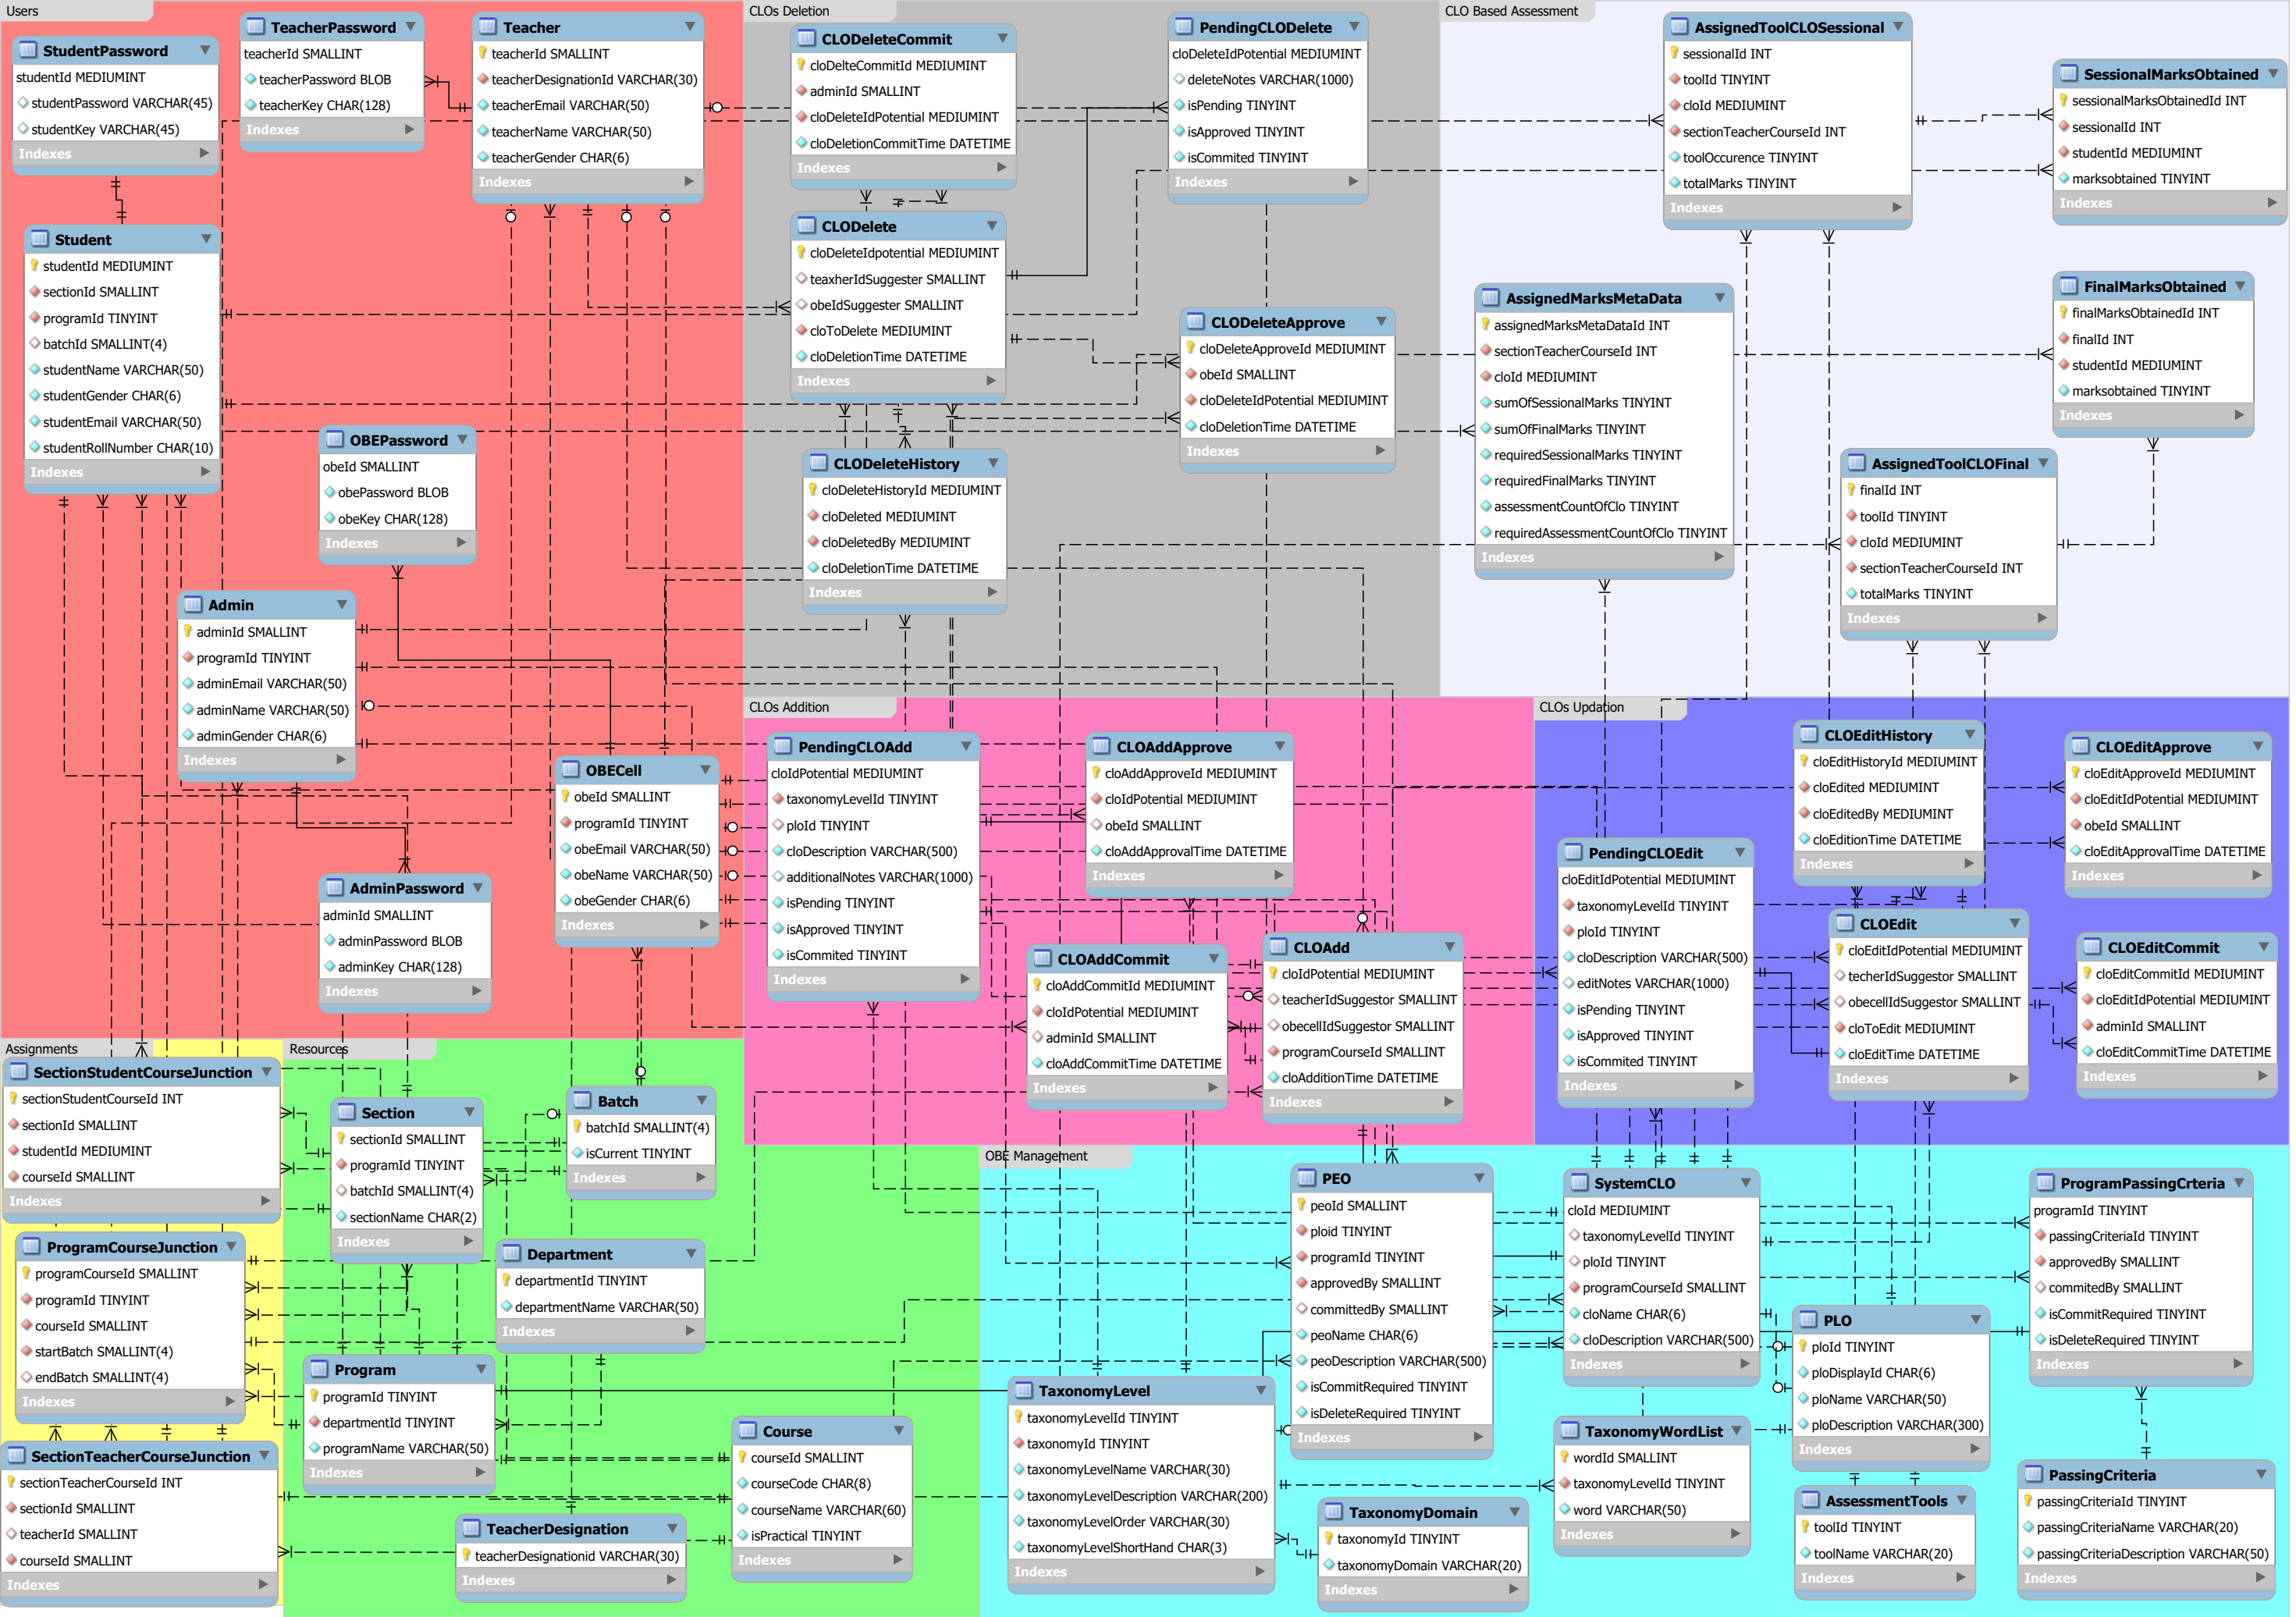 Users
StudentPassword
studentId MEDIUMINT
studentPassword VARCHAR(45)
studentKey VARCHAR(45)
Indexes
TeacherPassword
teacherId SMALLINT
teacherPassword BLOB
teacherKey CHAR(128)
Indexes
Teacher
teacherId SMALLINT
teacherDesignationId VARCHAR(30)
teacherEmail VARCHAR(50)
teacherName VARCHAR(50)
teacherGender CHAR(6)
Indexes
Student
studentId MEDIUMINT
sectionId SMALLINT
programId TINYINT
batchId SMALLINT(4)
studentName VARCHAR(50)
studentGender CHAR(6)
studentEmail VARCHAR(50)
studentRollNumber CHAR(10)
Indexes
OBEPassword
obeId SMALLINT
obePassword BLOB
obeKey CHAR(128)
Indexes
Admin
adminId SMALLINT
programId TINYINT
adminEmail VARCHAR(50)
adminName VARCHAR(50)
adminGender CHAR(6)
Indexes
OBECell
obeId SMALLINT
programId TINYINT
obeEmail VARCHAR(50)
obeName VARCHAR(50)
obeGender CHAR(6)
Indexes
AdminPassword
adminId SMALLINT
adminPassword BLOB
adminKey CHAR(128)
Indexes
CLOs Deletion
CLODeleteCommit
cloDelteCommitId MEDIUMINT
adminId SMALLINT
cloDeleteIdPotential MEDIUMINT
cloDeletionCommitTime DATETIME
Indexes
PendingCLODelete
cloDeleteIdPotential MEDIUMINT
deleteNotes VARCHAR(1000)
isPending TINYINT
isApproved TINYINT
isCommited TINYINT
Indexes
CLODelete
cloDeleteIdpotential MEDIUMINT
teaxherIdSuggester SMALLINT
obeIdSuggester SMALLINT
cloToDelete MEDIUMINT
cloDeletionTime DATETIME
Indexes
CLODeleteApprove
cloDeleteApproveId MEDIUMINT
obeId SMALLINT
cloDeleteIdPotential MEDIUMINT
cloDeletionTime DATETIME
Indexes
CLODeleteHistory
cloDeleteHistoryId MEDIUMINT
cloDeleted MEDIUMINT
cloDeletedBy MEDIUMINT
cloDeletionTime DATETIME
Indexes
CLO Based Assessment
AssignedToolCLOSessional
sessionalId INT
toolId TINYINT
cloId MEDIUMINT
sectionTeacherCourseId INT
toolOccurence TINYINT
totalMarks TINYINT
Indexes
SessionalMarksObtained
sessionalMarksObtainedId INT
sessionalId INT
studentId MEDIUMINT
marksobtained TINYINT
Indexes
AssignedMarksMetaData
assignedMarksMetaDataId INT
sectionTeacherCourseId INT
cloId MEDIUMINT
sumOfSessionalMarks TINYINT
sumOfFinalMarks TINYINT
requiredSessionalMarks TINYINT
requiredFinalMarks TINYINT
assessmentCountOfClo TINYINT
requiredAssessmentCountOfClo TINYINT
Indexes
FinalMarksObtained
finalMarksObtainedId INT
finalId INT
studentId MEDIUMINT
marksobtained TINYINT
Indexes
AssignedToolCLOFinal
finalId INT
toolId TINYINT
cloId MEDIUMINT
sectionTeacherCourseId INT
totalMarks TINYINT
Indexes
CLOs Addition
PendingCLOAdd
cloIdPotential MEDIUMINT
taxonomyLevelId TINYINT
ploId TINYINT
cloDescription VARCHAR(500)
additionalNotes VARCHAR(1000)
isPending TINYINT
isApproved TINYINT
isCommited TINYINT
Indexes
CLOAddApprove
cloAddApproveId MEDIUMINT
cloIdPotential MEDIUMINT
obeId SMALLINT
cloAddApprovalTime DATETIME
Indexes
CLOAddCommit
cloAddCommitId MEDIUMINT
cloIdPotential MEDIUMINT
adminId SMALLINT
cloAddCommitTime DATETIME
Indexes
CLOAdd
cloIdPotential MEDIUMINT
teacherIdSuggestor SMALLINT
obecellIdSuggestor SMALLINT
programCourseId SMALLINT
cloAdditionTime DATETIME
Indexes
CLOs Updation
CLOEditHistory
cloEditHistoryId MEDIUMINT
cloEdited MEDIUMINT
cloEditedBy MEDIUMINT
cloEditionTime DATETIME
Indexes
CLOEditApprove
cloEditApproveId MEDIUMINT
cloEditIdPotential MEDIUMINT
obeId SMALLINT
cloEditApprovalTime DATETIME
Indexes
PendingCLOEdit
cloEditIdPotential MEDIUMINT
taxonomyLevelId TINYINT
ploId TINYINT
cloDescription VARCHAR(500)
editNotes VARCHAR(1000)
isPending TINYINT
isApproved TINYINT
isCommited TINYINT
Indexes
CLOEdit
cloEditIdPotential MEDIUMINT
techerIdSuggestor SMALLINT
obecellIdSuggestor SMALLINT
cloToEdit MEDIUMINT
cloEditTime DATETIME
Indexes
CLOEditCommit
cloEditCommitId MEDIUMINT
cloEditIdPotential MEDIUMINT
adminId SMALLINT
cloEditCommitTime DATETIME
Indexes
Assignments
SectionStudentCourseJunction
sectionStudentCourseId INT
sectionId SMALLINT
studentId MEDIUMINT
courseId SMALLINT
Indexes
ProgramCourseJunction
programCourseId SMALLINT
programId TINYINT
courseId SMALLINT
startBatch SMALLINT(4)
endBatch SMALLINT(4)
Indexes
SectionTeacherCourseJunction
sectionTeacherCourseId INT
sectionId SMALLINT
teacherId SMALLINT
courseId SMALLINT
Indexes
Resources
Section
sectionId SMALLINT
programId TINYINT
batchId SMALLINT(4)
sectionName CHAR(2)
Indexes
Batch
batchId SMALLINT(4)
isCurrent TINYINT
Indexes
Department
departmentId TINYINT
departmentName VARCHAR(50)
Indexes
Program
programId TINYINT
departmentId TINYINT
programName VARCHAR(50)
Indexes
Course
courseId SMALLINT
courseCode CHAR(8)
courseName VARCHAR(60)
isPractical TINYINT
Indexes
TeacherDesignation
teacherDesignationid VARCHAR(30)
Indexes
OBE Management
PEO
peoId SMALLINT
ploid TINYINT
programId TINYINT
approvedBy SMALLINT
committedBy SMALLINT
peoName CHAR(6)
peoDescription VARCHAR(500)
isCommitRequired TINYINT
isDeleteRequired TINYINT
Indexes
SystemCLO
cloId MEDIUMINT
taxonomyLevelId TINYINT
ploId TINYINT
programCourseId SMALLINT
cloName CHAR(6)
cloDescription VARCHAR(500)
Indexes
ProgramPassingCrteria
programId TINYINT
passingCriteriaId TINYINT
approvedBy SMALLINT
commitedBy SMALLINT
isCommitRequired TINYINT
isDeleteRequired TINYINT
Indexes
PLO
ploId TINYINT
ploDisplayId CHAR(6)
ploName VARCHAR(50)
ploDescription VARCHAR(300)
Indexes
TaxonomyLevel
taxonomyLevelId TINYINT
taxonomyId TINYINT
taxonomyLevelName VARCHAR(30)
taxonomyLevelDescription VARCHAR(200)
taxonomyLevelOrder VARCHAR(30)
taxonomyLevelShortHand CHAR(3)
Indexes
TaxonomyWordList
wordId SMALLINT
taxonomyLevelId TINYINT
word VARCHAR(50)
Indexes
TaxonomyDomain
taxonomyId TINYINT
taxonomyDomain VARCHAR(20)
Indexes
AssessmentTools
toolId TINYINT
toolName VARCHAR(20)
Indexes
PassingCriteria
passingCriteriaId TINYINT
passingCriteriaName VARCHAR(20)
passingCriteriaDescription VARCHAR(50)
Indexes